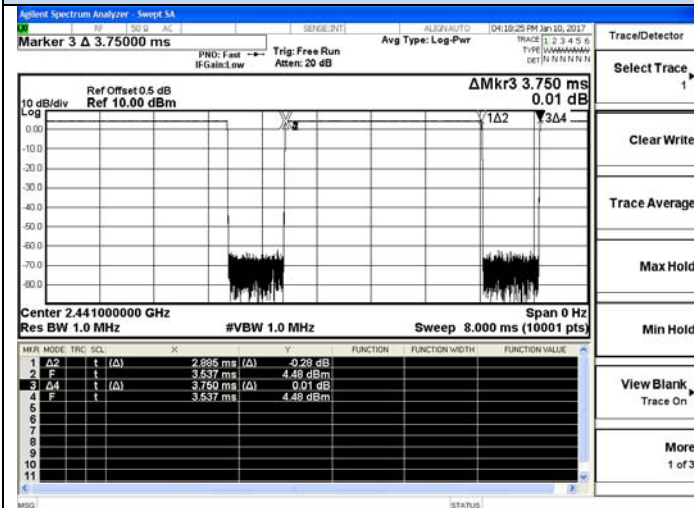 Agilent Spectrum Analyzer - Swept SA
RF 50 Ω AC SENSE:INT ALIGN AUTO 04:18:25 PM Jan 10, 2017
Marker 3 Δ 3.75000 ms
PNO: Fast Trig: Free Run
IFGain:Low Atten: 20 dB
Avg Type: Log-Pwr
TRACE 1 2 3 4 5 6
TYPE WWWWWW
DET N N N N N N
Trace/Detector
Select Trace
1
Clear Write
Trace Average
Max Hold
Min Hold
View Blank
Trace On
More
1 of 3
Ref Offset 0.5 dB
10 dB/div Ref 10.00 dBm
ΔMkr3 3.750 ms
0.01 dB
Log
1Δ2 3Δ4
0.00
-10.0
-20.0
-30.0
-40.0
-50.0
-60.0
-70.0
-80.0
Center 2.441000000 GHz Span 0 Hz
Res BW 1.0 MHz #VBW 1.0 MHz Sweep 8.000 ms (10001 pts)
MKR MODE TRC SCL X Y FUNCTION FUNCTION WIDTH FUNCTION VALUE
1 Δ2 t (Δ) 2.885 ms (Δ) -0.28 dB
2 F t 3.537 ms 4.48 dBm
3 Δ4 t (Δ) 3.750 ms (Δ) 0.01 dB
4 F t 3.537 ms 4.48 dBm
5
6
7
8
9
10
11
MSG STATUS